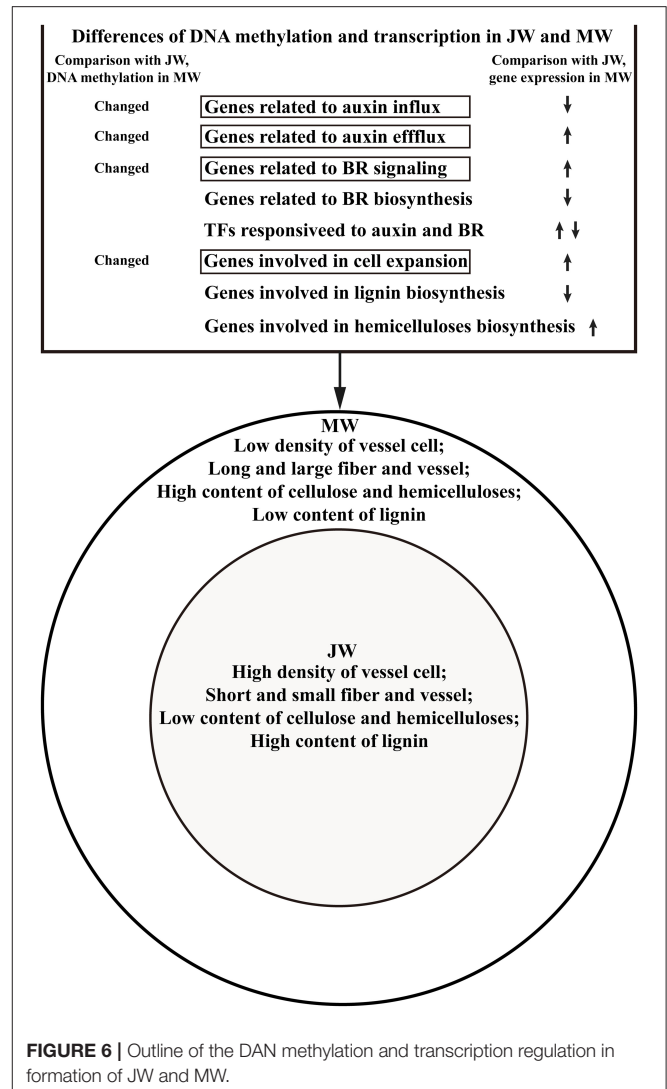 Differences of DNA methylation and transcription in JW and MW
Comparison with JW,
DNA methylation in MW
Comparison with JW,
gene expression in MW
Changed Genes related to auxin influx ↓
Changed Genes related to auxin effflux ↑
Changed Genes related to BR signaling ↑
Genes related to BR biosynthesis ↓
TFs responsiveed to auxin and BR ↑ ↓
Changed Genes involved in cell expansion ↑
Genes involved in lignin biosynthesis ↓
Genes involved in hemicelluloses biosynthesis ↑
MW
Low density of vessel cell;
Long and large fiber and vessel;
High content of cellulose and hemicelluloses;
Low content of lignin
JW
High density of vessel cell;
Short and small fiber and vessel;
Low content of cellulose and hemicelluloses;
High content of lignin
FIGURE 6 | Outline of the DAN methylation and transcription regulation in
formation of JW and MW.